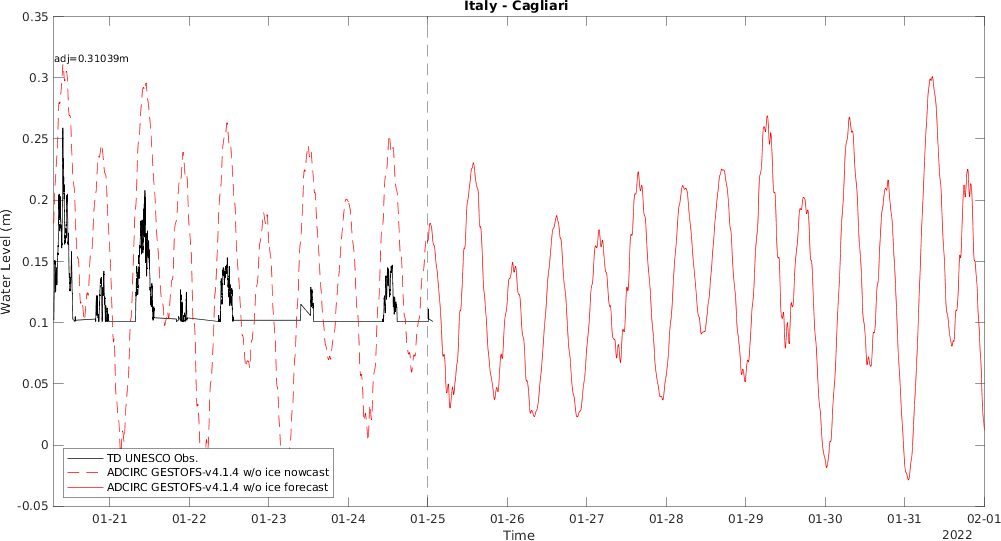 Italy - Cagliari
adj=0.31039m
0.35
0.3
0.25
0.2
0.15
0.1
0.05
0
-0.05
Water Level (m)
TD UNESCO Obs.
ADCIRC GESTOFS-v4.1.4 w/o ice nowcast
ADCIRC GESTOFS-v4.1.4 w/o ice forecast
01-21 01-22 01-23 01-24 01-25 01-26 01-27 01-28 01-29 01-30 01-31 02-01
Time
2022